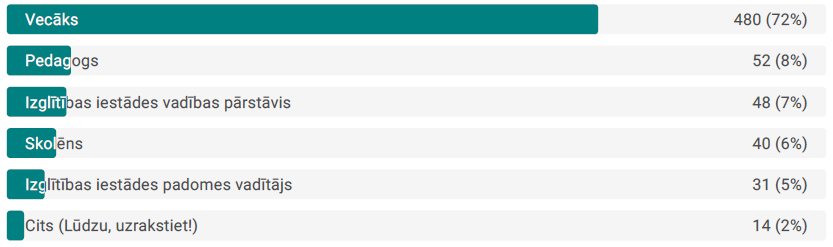 Vecāks 480 (72%)
Pedagogs 52 (8%)
Izglītības iestādes vadības pārstāvis 48 (7%)
Skolēns 40 (6%)
Izglītības iestādes padomes vadītājs 31 (5%)
Cits (Lūdzu, uzrakstiet!) 14 (2%)